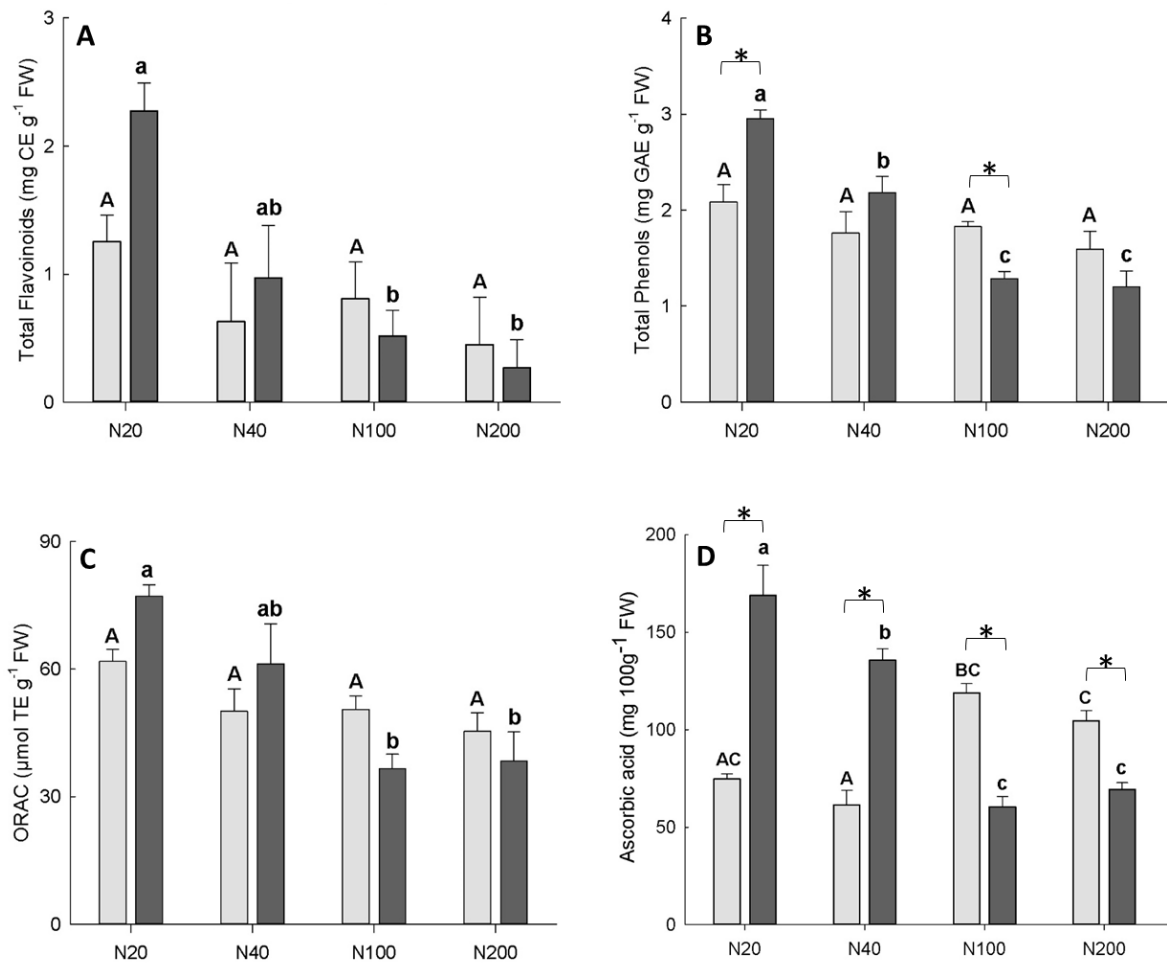 A
Total Flavoinoids (mg CE g⁻¹ FW)
3
2
1
0
A
a
A
ab
A
b
A
b
N20
N40
N100
N200
B
Total Phenols (mg GAE g⁻¹ FW)
4
3
2
1
0
*
A
a
A
b
*
A
c
A
c
N20
N40
N100
N200
C
ORAC (µmol TE g⁻¹ FW)
90
60
30
0
A
a
A
ab
A
b
A
b
N20
N40
N100
N200
D
Ascorbic acid (mg 100g⁻¹ FW)
200
150
100
50
0
*
AC
a
*
A
b
*
BC
c
*
C
c
N20
N40
N100
N200